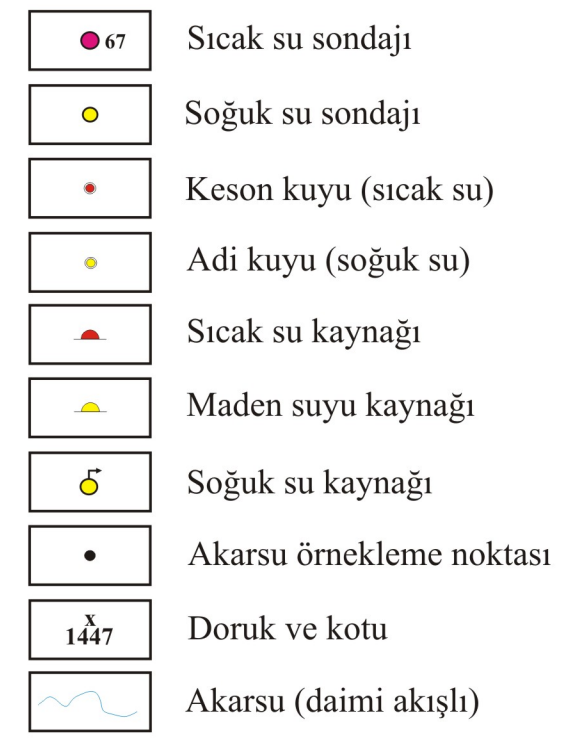 67 Sıcak su sondajı
Soğuk su sondajı
Keson kuyu (sıcak su)
Adi kuyu (soğuk su)
Sıcak su kaynağı
Maden suyu kaynağı
Soğuk su kaynağı
Akarsu örnekleme noktası
x
1447 Doruk ve kotu
Akarsu (daimi akışlı)